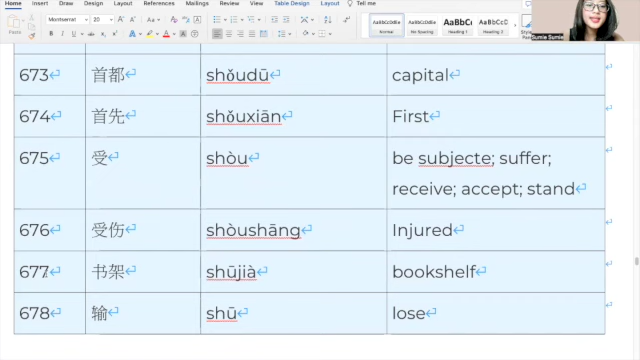 Home Insert Draw Design Layout References Mailings Review View Table Design Layout Tell me
Montserrat 20
Paste
AaBbCcDdEe AaBbCcDdEe AaBbCc AaBbCcD
Normal No Spacing Heading 1 Heading 2
Sumie Sumie
673 首都 shǒudū capital
674 首先 shǒuxiān First
675 受 shòu be subjecte; suffer;
receive; accept; stand
676 受伤 shòushāng Injured
677 书架 shūjià bookshelf
678 输 shū lose